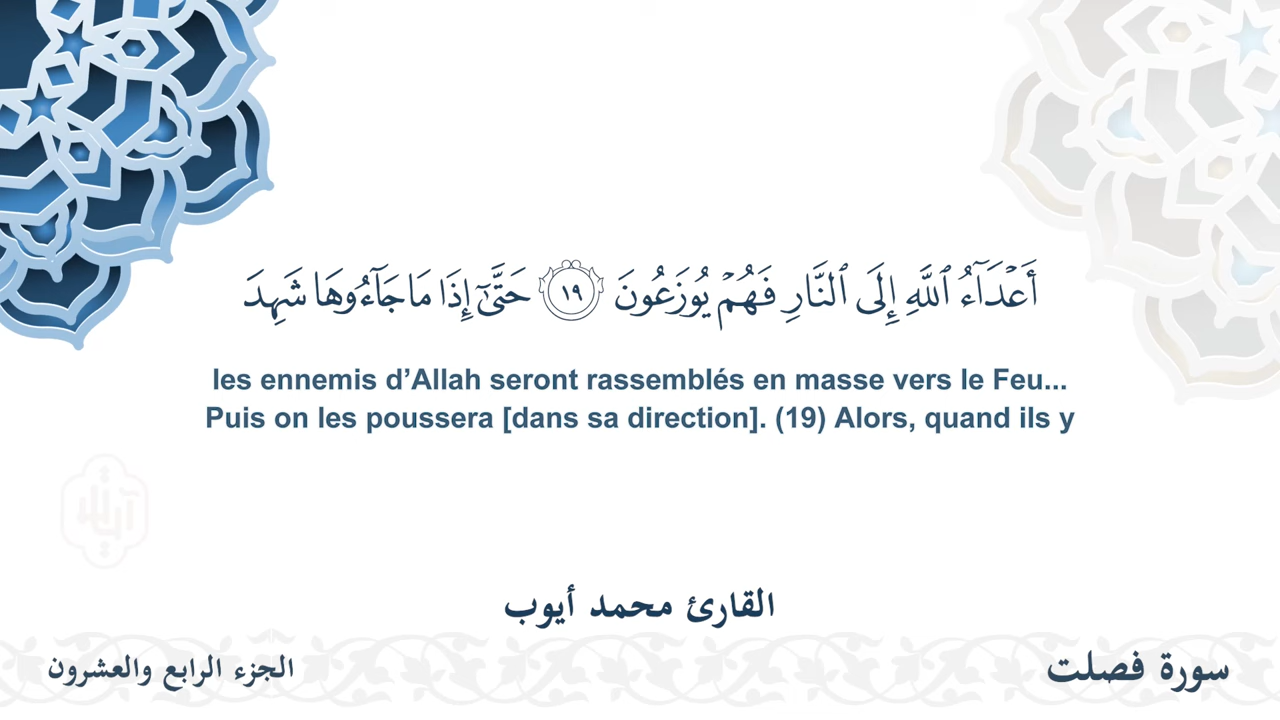 أَعْدَآءُ ٱللَّهِ إِلَى ٱلنَّارِ فَهُمْ يُوزَعُونَ ١٩ حَتَّىٰٓ إِذَا مَا جَآءُوهَا شَهِدَ
les ennemis d’Allah seront rassemblés en masse vers le Feu...
Puis on les poussera [dans sa direction]. (19) Alors, quand ils y
القارئ محمد أيوب
سورة فصلت
الجزء الرابع والعشرون